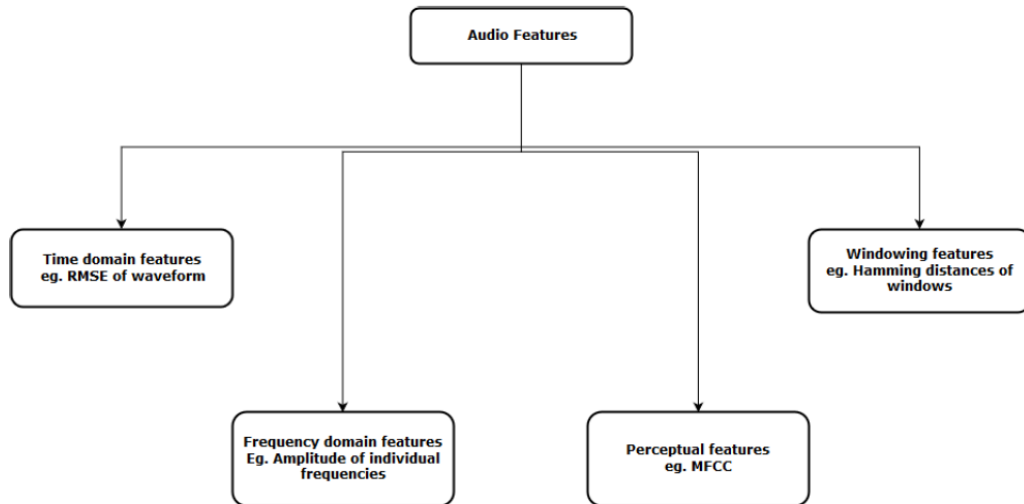 Audio Features
Time domain features
eg. RMSE of waveform
Windowing features
eg. Hamming distances of
windows
Frequency domain features
Eg. Amplitude of individual
frequencies
Perceptual features
eg. MFCC